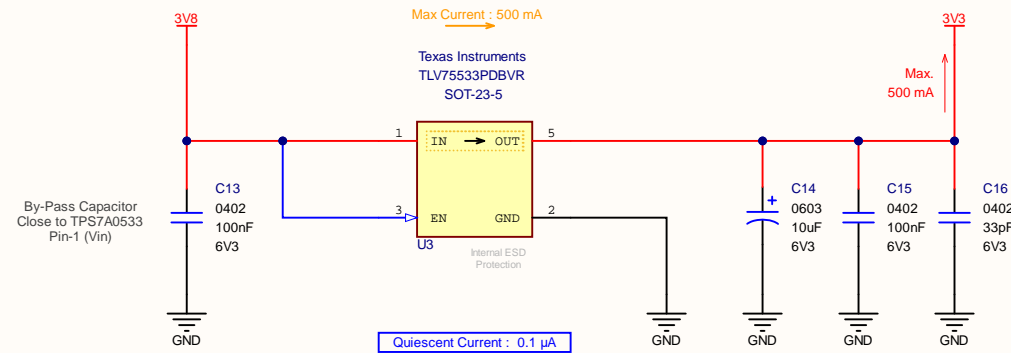 Max Current : 500 mA
3V8
3V3
Texas Instruments
TLV75533PDBVR
SOT-23-5
Max.
500 mA
1
IN
OUT
5
3
EN
GND
2
U3
Internal ESD
Protection
By-Pass Capacitor
Close to TPS7A0533
Pin-1 (Vin)
C13
0402
100nF
6V3
C14
0603
10uF
6V3
C15
0402
100nF
6V3
C16
0402
33pF
6V3
GND
GND
GND
GND
GND
Quiescent Current : 0.1 µA